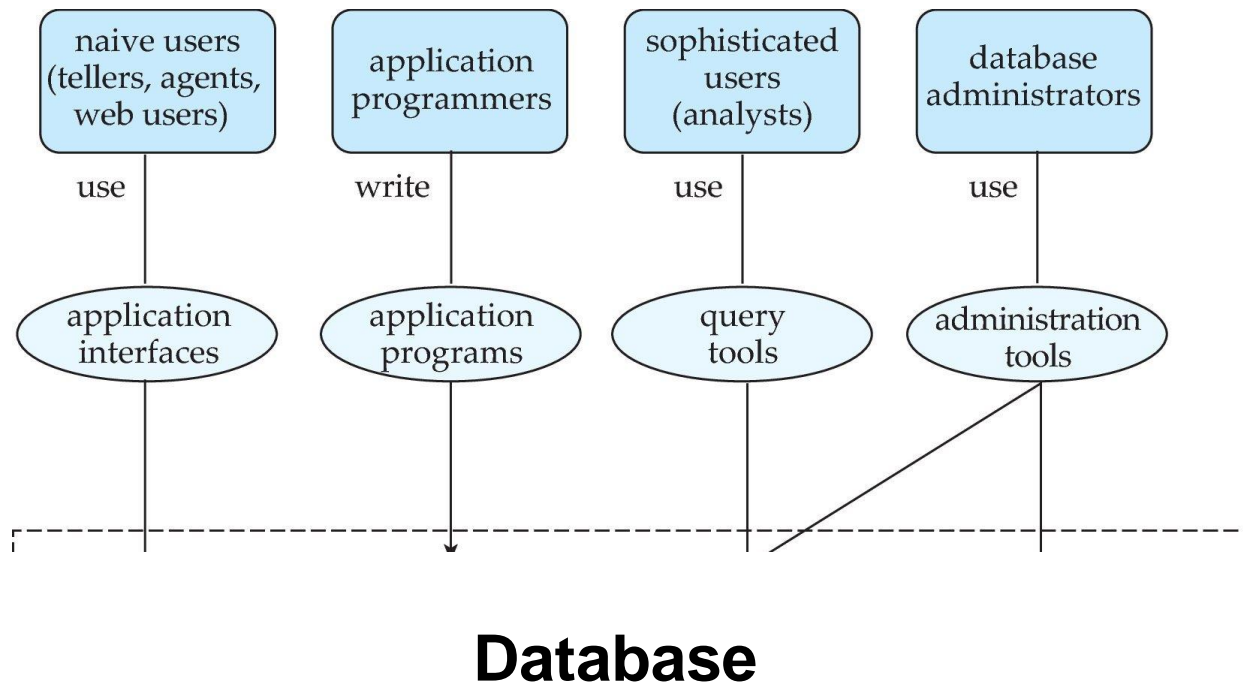 naive users
(tellers, agents,
web users)
application
programmers
sophisticated
users
(analysts)
database
administrators
use
write
use
use
application
interfaces
application
programs
query
tools
administration
tools
Database